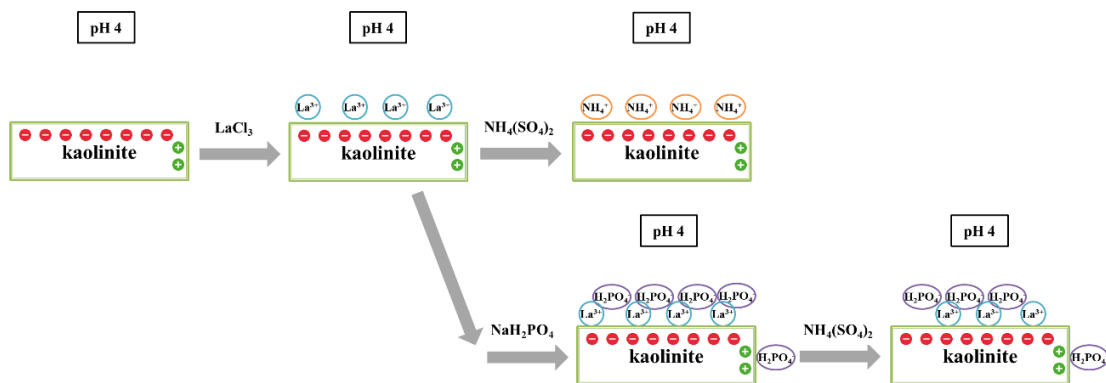 pH 4
pH 4
pH 4
La³⁺ La³⁺ La³⁺ La³⁺
NH₄⁺ NH₄⁺ NH₄⁺ NH₄⁺
kaolinite
LaCl₃
kaolinite
NH₄(SO₄)₂
kaolinite
pH 4
pH 4
H₂PO₄ H₂PO₄ H₂PO₄ H₂PO₄
La³⁺ La³⁺ La³⁺ La³⁺
H₂PO₄ H₂PO₄ H₂PO₄
La³⁺ La³⁺ La³⁺
NaH₂PO₄
kaolinite
H₂PO₄
NH₄(SO₄)₂
kaolinite
H₂PO₄